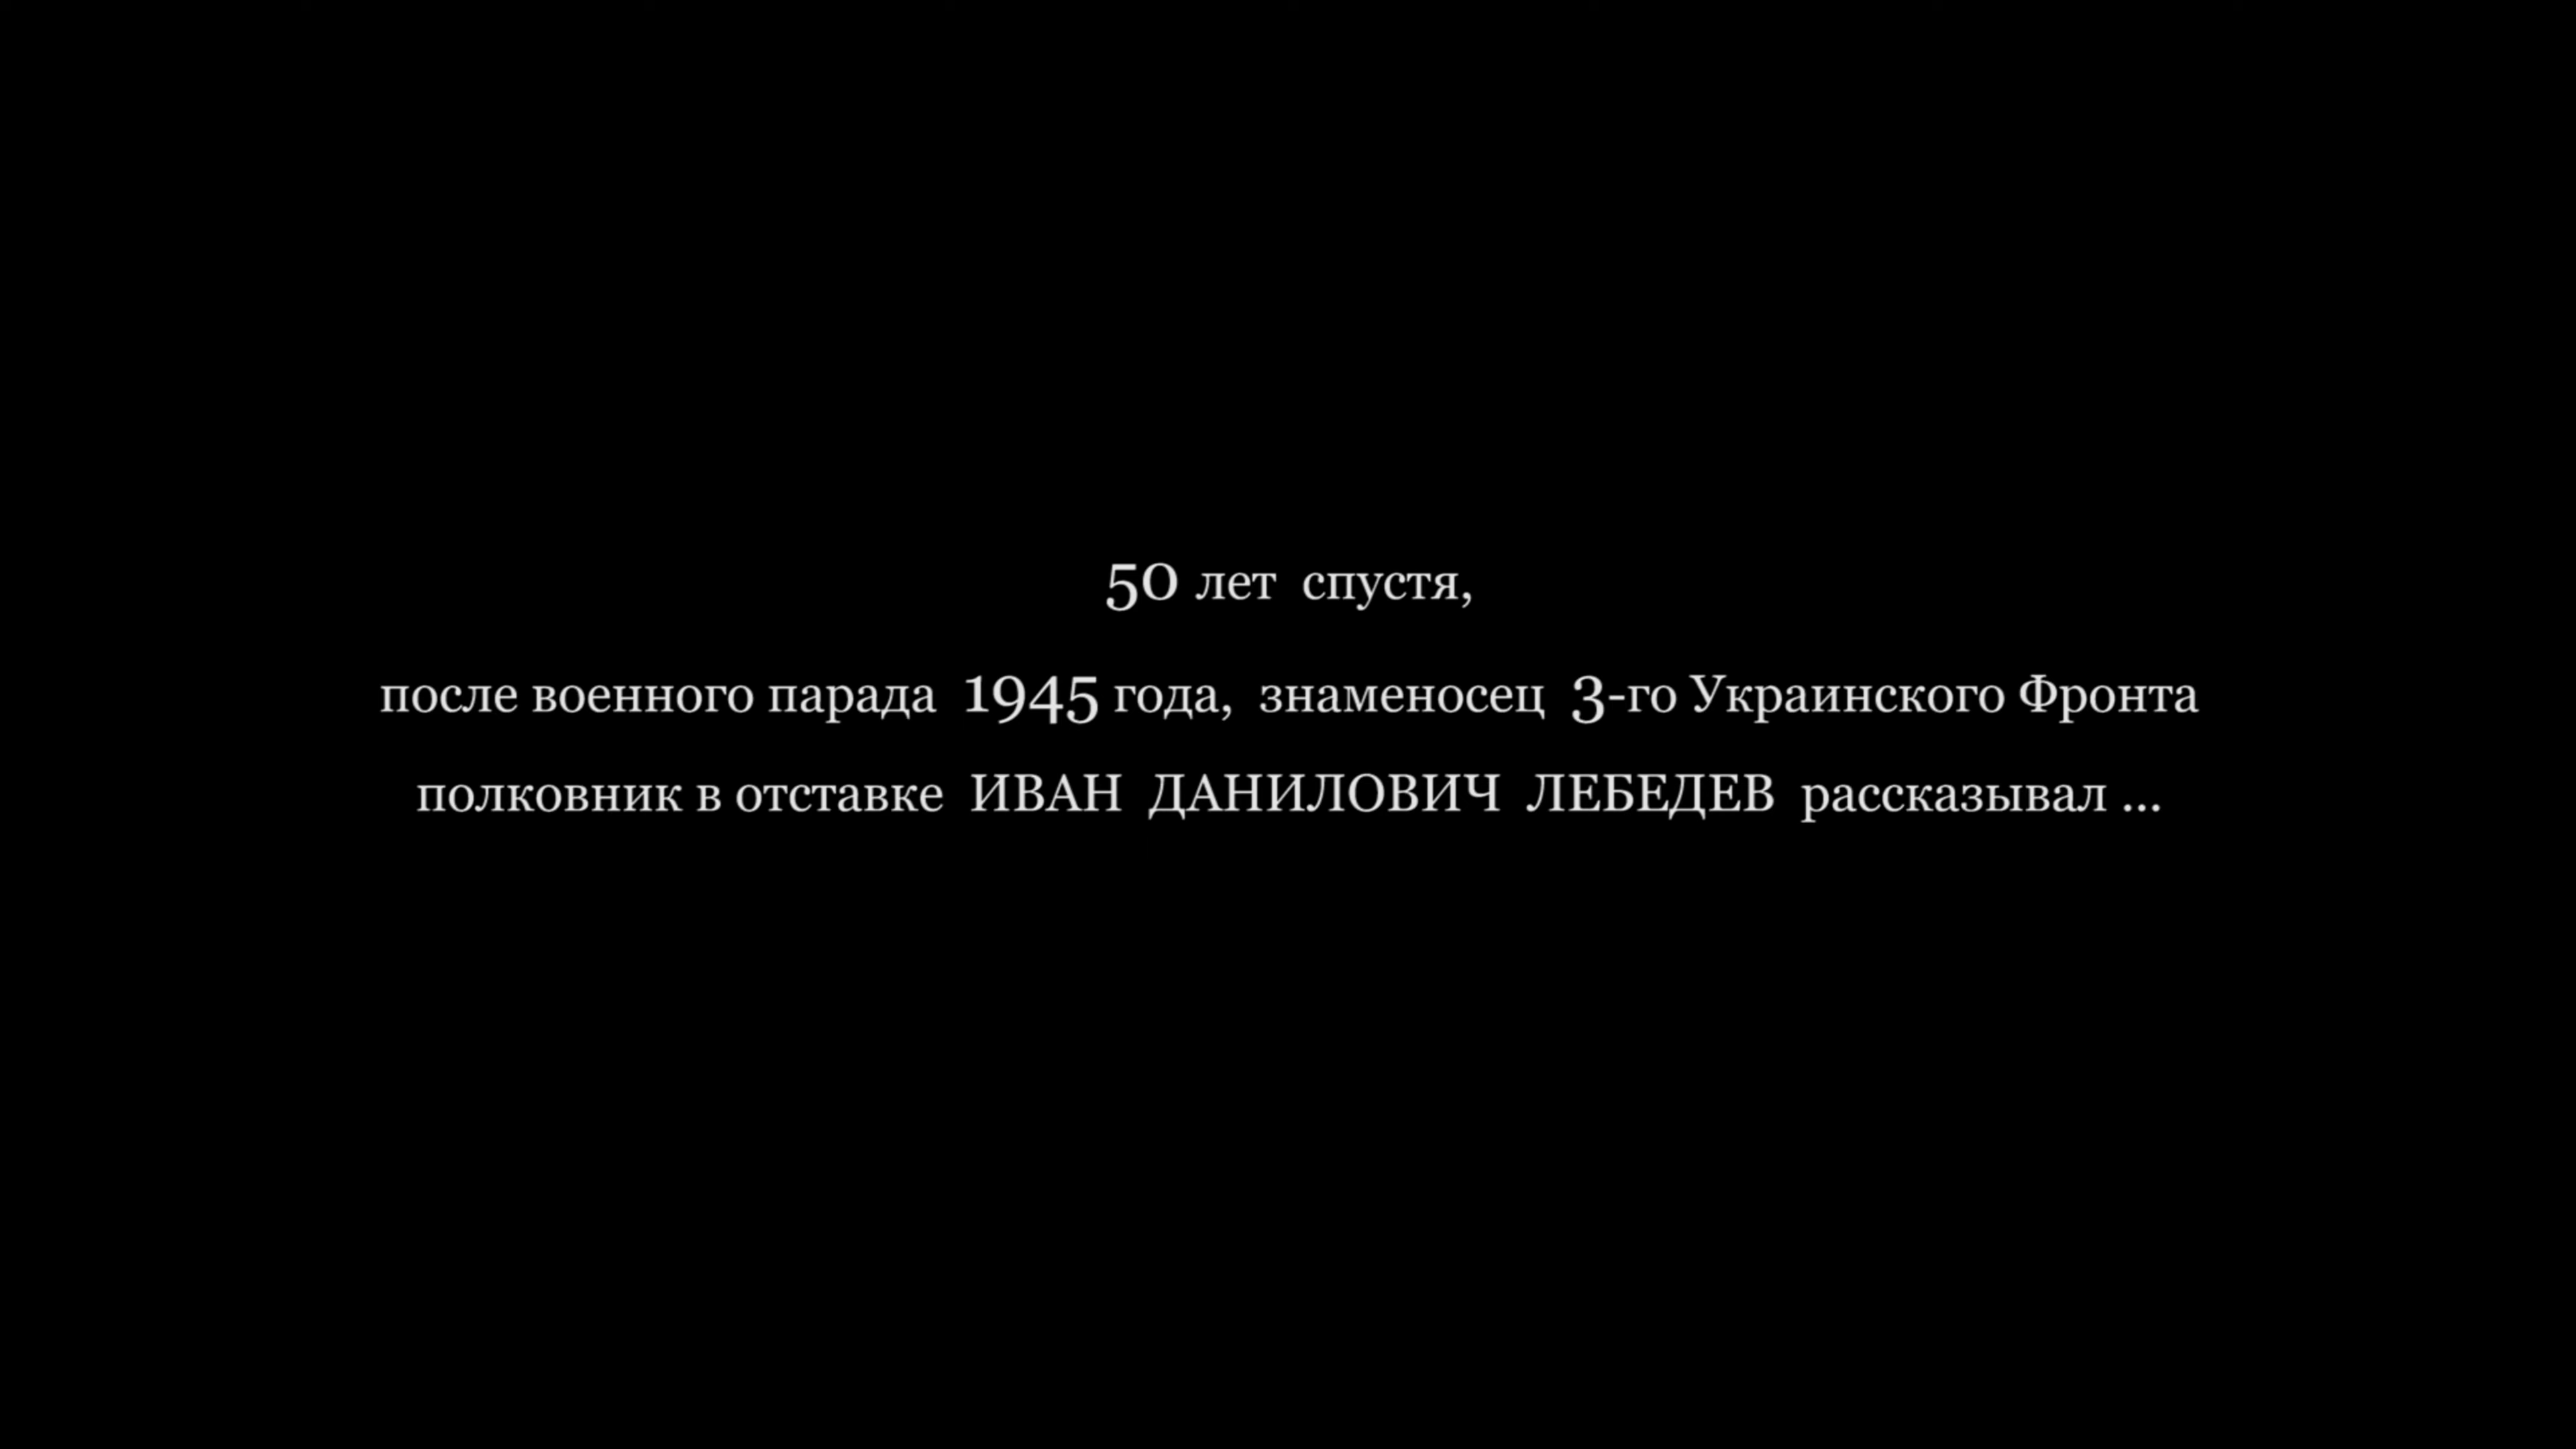 50 лет спустя,
после военного парада 1945 года, знаменосец 3-го Украинского Фронта
полковник в отставке ИВАН ДАНИЛОВИЧ ЛЕБЕДЕВ рассказывал ...